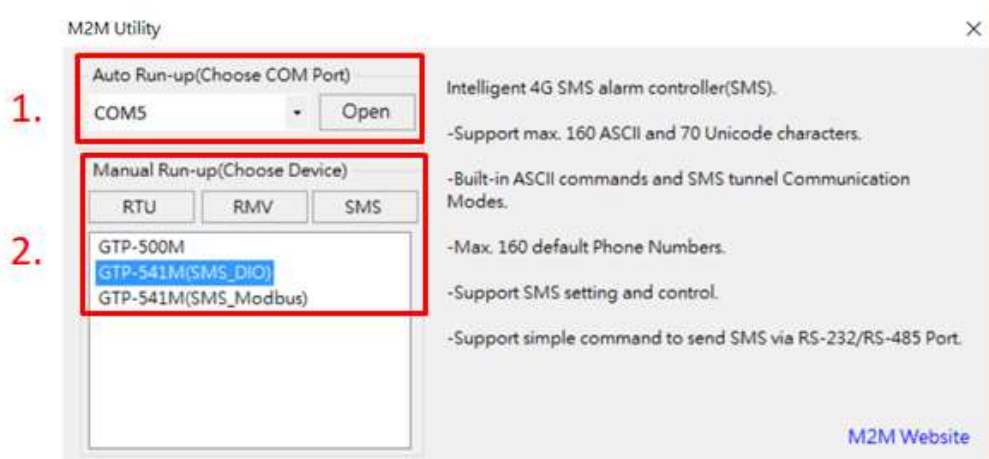 M2M Utility
1.
Auto Run-up(Choose COM Port)
COM5
Open
2.
Manual Run-up(Choose Device)
RTU
RMV
SMS
GTP-500M
GTP-541M(SMS_DIO)
GTP-541M(SMS_Modbus)
Intelligent 4G SMS alarm controller(SMS).
-Support max. 160 ASCII and 70 Unicode characters.
-Built-in ASCII commands and SMS tunnel Communication
Modes.
-Max. 160 default Phone Numbers.
-Support SMS setting and control.
-Support simple command to send SMS via RS-232/RS-485 Port.
M2M Website